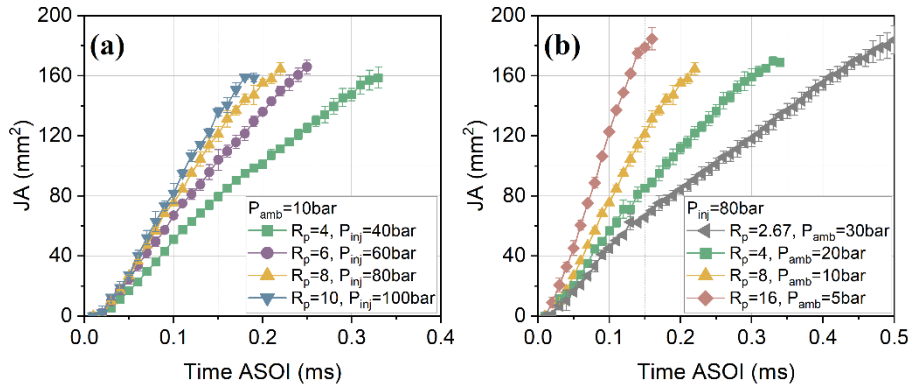 (a)
JA (mm²)
200
160
120
80
40
0
P_amb=10bar
R_p=4, P_inj=40bar
R_p=6, P_inj=60bar
R_p=8, P_inj=80bar
R_p=10, P_inj=100bar
0.0 0.1 0.2 0.3 0.4
Time ASOI (ms)
(b)
JA (mm²)
200
160
120
80
40
0
P_inj=80bar
R_p=2.67, P_amb=30bar
R_p=4, P_amb=20bar
R_p=8, P_amb=10bar
R_p=16, P_amb=5bar
0.0 0.1 0.2 0.3 0.4 0.5
Time ASOI (ms)